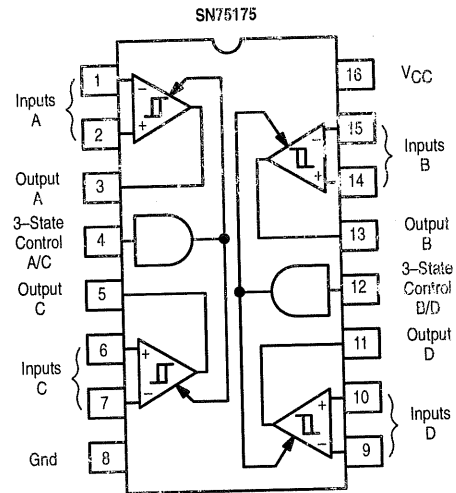 SN75175
Inputs
A
1
2
−
+
Output
A
3
3–State
Control
A/C
4
Output
C
5
Inputs
C
6
7
+
−
Gnd
8
16
VCC
15
14
−
+
Inputs
B
13
Output
B
12
3–State
Control
B/D
11
Output
D
10
9
+
−
Inputs
D